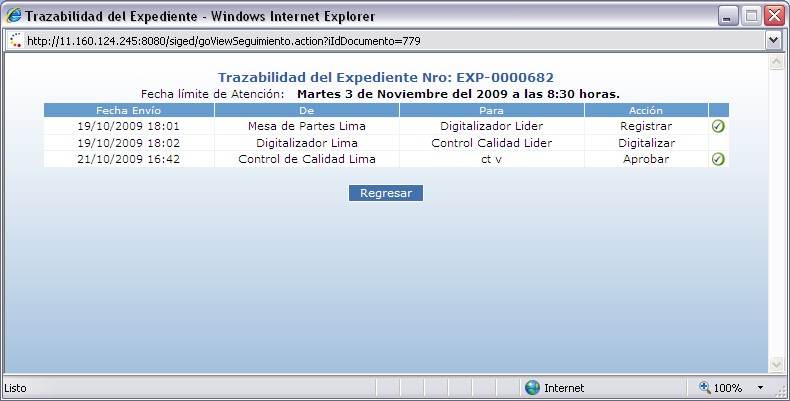 Trazabilidad del Expediente - Windows Internet Explorer
http://11.160.124.245:8080/siged/goViewSeguimiento.action?iIdDocumento=779
Trazabilidad del Expediente Nro: EXP-0000682
Fecha límite de Atención: Martes 3 de Noviembre del 2009 a las 8:30 horas.
Fecha Envío De Para Acción
19/10/2009 18:01 Mesa de Partes Lima Digitalizador Lider Registrar
19/10/2009 18:02 Digitalizador Lima Control Calidad Lider Digitalizar
21/10/2009 16:42 Control de Calidad Lima ct v Aprobar
Regresar
Listo Internet 100%